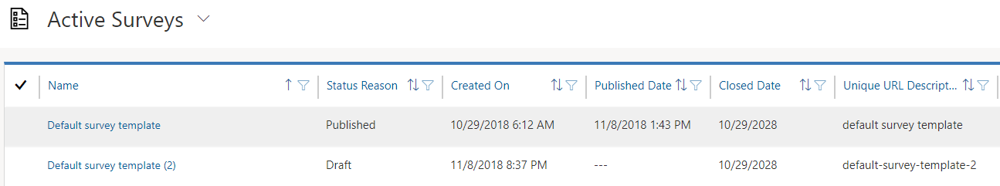 Active Surveys
Name Status Reason Created On Published Date Closed Date Unique URL Descript...
Default survey template Published 10/29/2018 6:12 AM 11/8/2018 1:43 PM 10/29/2028 default survey template
Default survey template (2) Draft 11/8/2018 8:37 PM --- 10/29/2028 default-survey-template-2